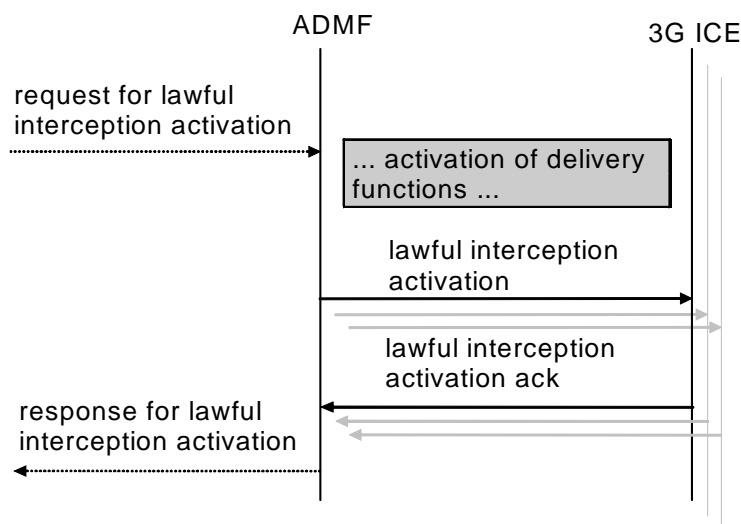 ADMF
3G ICE
request for lawful
interception activation
... activation of delivery
functions ...
lawful interception
activation
lawful interception
activation ack
response for lawful
interception activation